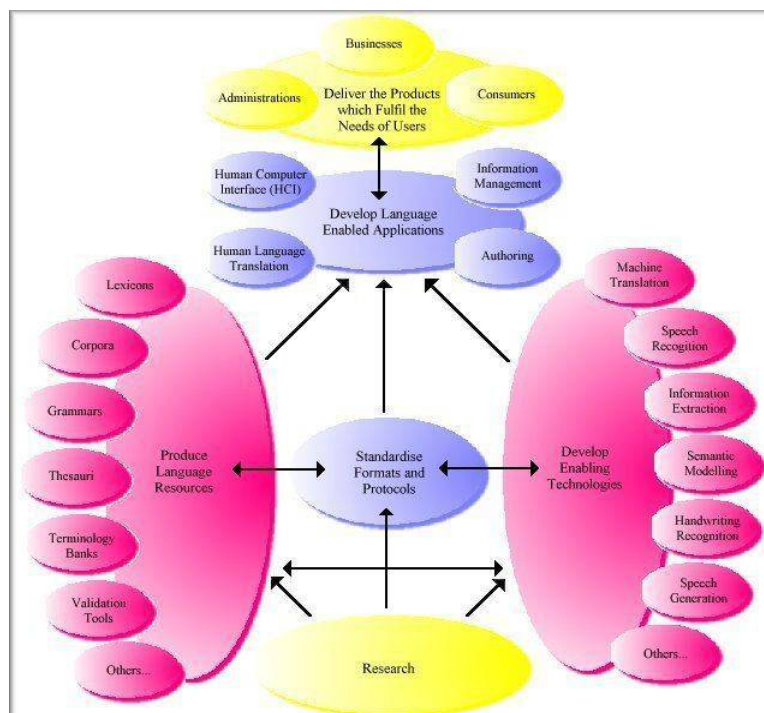 Businesses
Administrations
Deliver the Products
which Fulfil the
Needs of Users
Consumers
Human Computer
Interface (HCI)
Information
Management
Develop Language
Enabled Applications
Human Language
Translation
Authoring
Lexicons
Corpora
Grammars
Thesauri
Terminology
Banks
Validation
Tools
Others...
Produce
Language
Resources
Standardise
Formats and
Protocols
Develop
Enabling
Technologies
Machine
Translation
Speech
Recogition
Information
Extraction
Semantic
Modelling
Handwriting
Recognition
Speech
Generation
Others...
Research